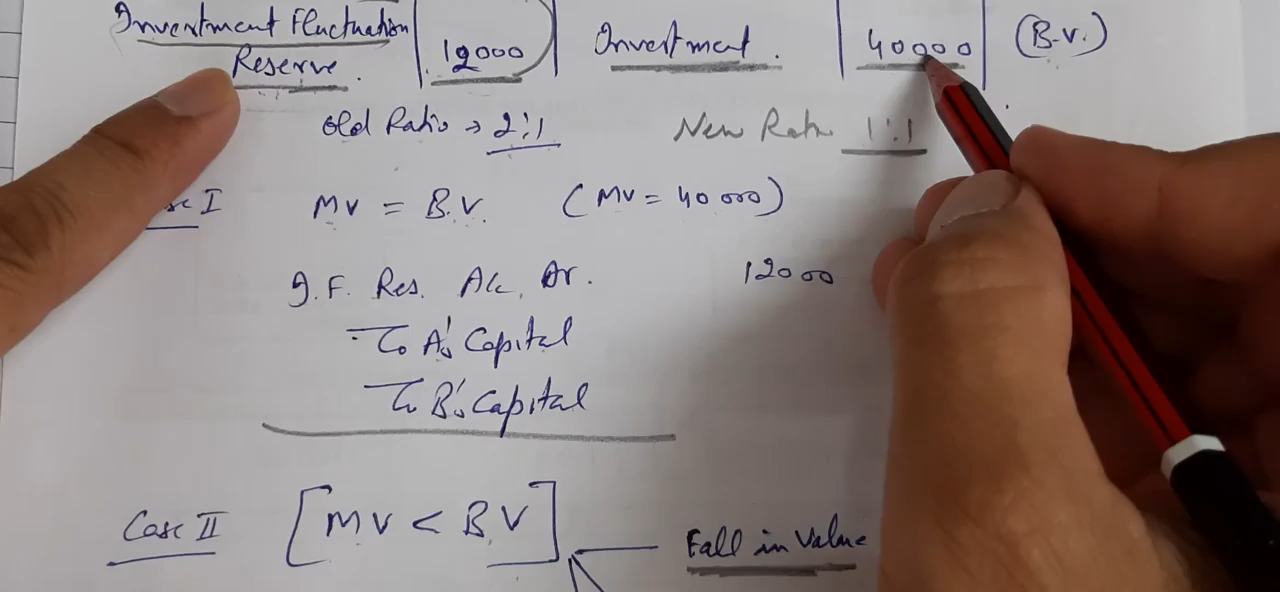 Investment Fluctuation Reserve. 12000 Investment. 40000 (B.V.)
Old Ratio → 2:1 New Ratio 1:1
I MV = B.V. (MV = 40000)
I.F. Res. A/c. Dr. 12000
To A's Capital
To B's Capital
Case II [MV < BV] Fall in Value